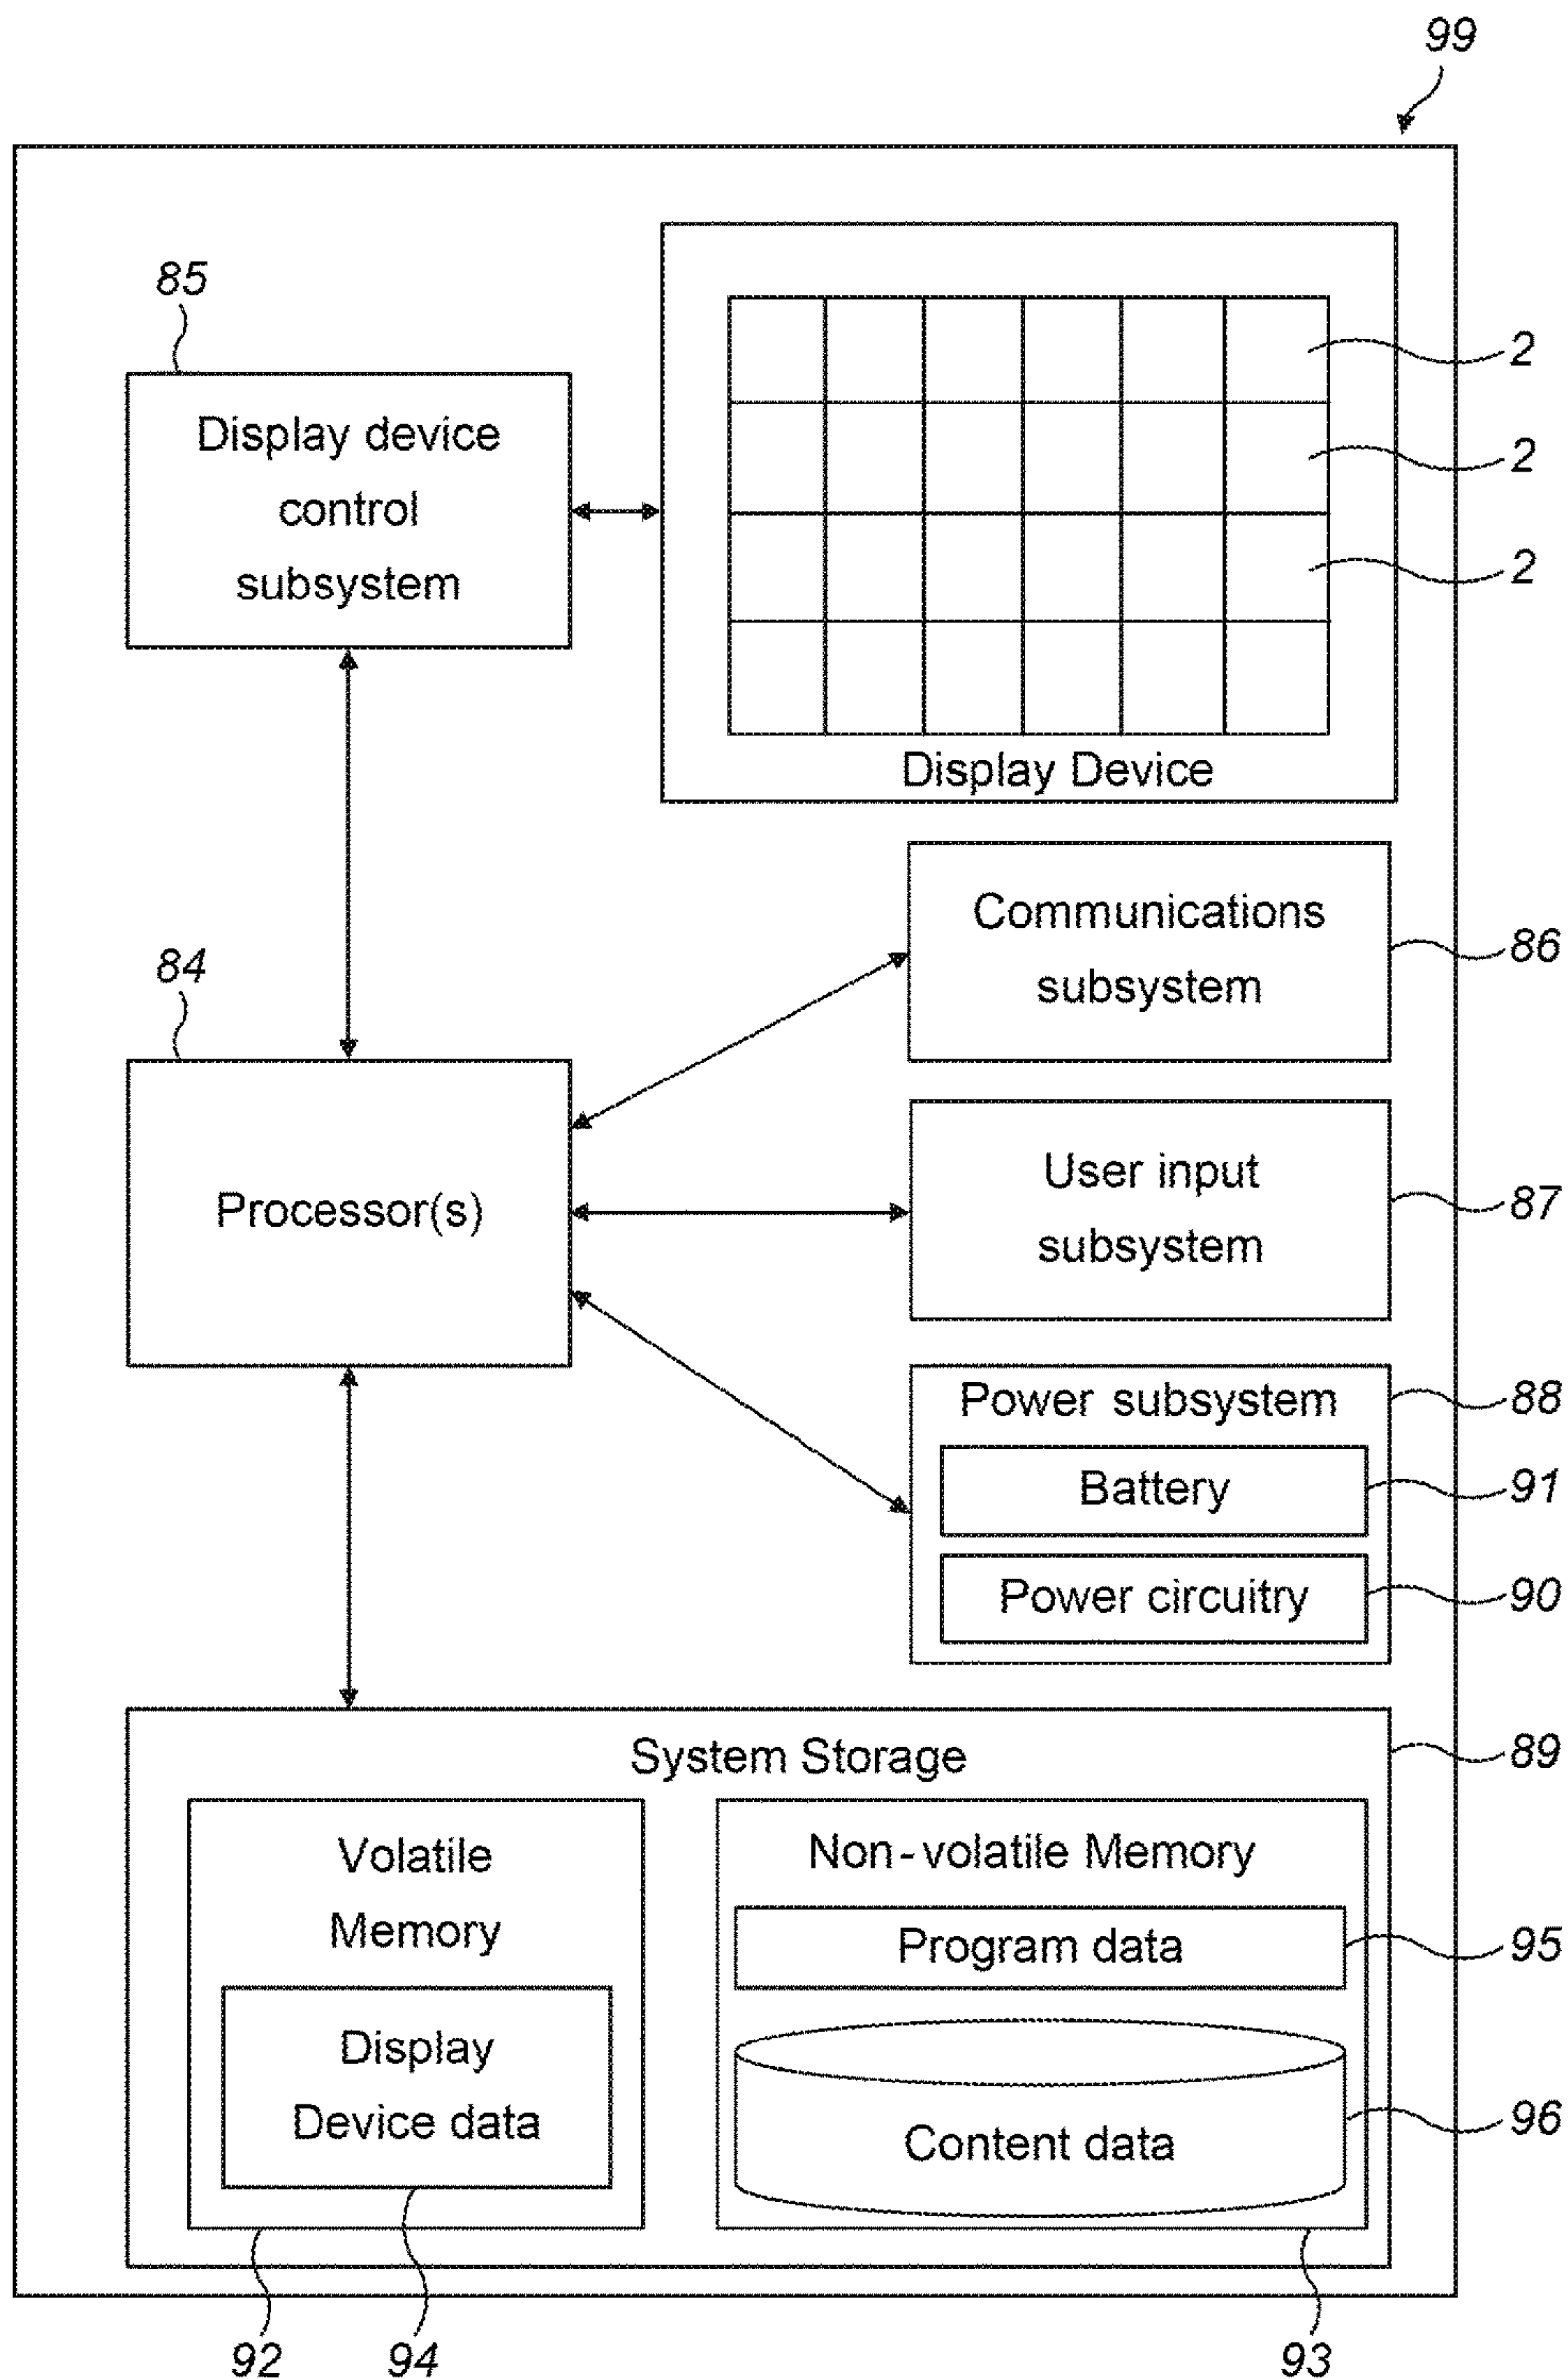 99
85
Display device
control
subsystem
2
2
2
Display Device
Communications
subsystem
86
84
Processor(s)
User input
subsystem
87
Power subsystem
88
Battery
91
Power circuitry
90
System Storage
89
Volatile
Memory
Non-volatile Memory
Program data
95
Display
Device data
Content data
96
92
94
93